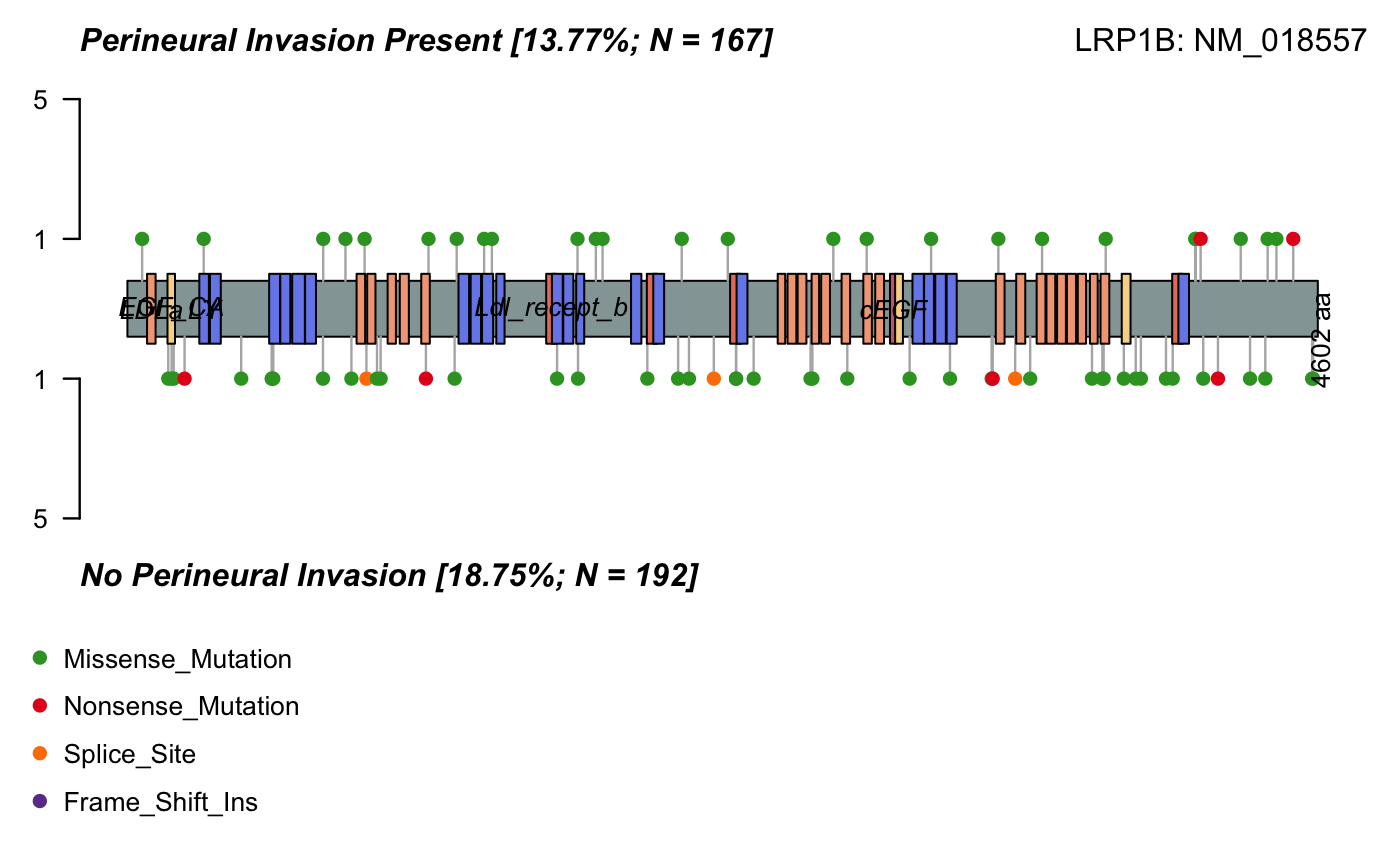 Perineural Invasion Present [13.77%; N = 167]
LRP1B: NM_018557
5
1
EGF_CA
Ldl_recept_b
cEGF
4602 aa
1
5
No Perineural Invasion [18.75%; N = 192]
Missense_Mutation
Nonsense_Mutation
Splice_Site
Frame_Shift_Ins